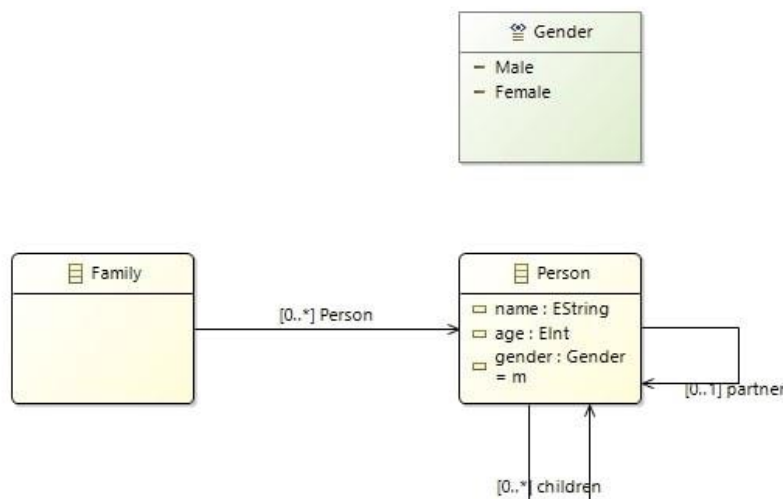 Gender
Male
Female
Family
[0..*] Person
Person
name : EString
age : EInt
gender : Gender
= m
[0..1] partner
[0..*] children